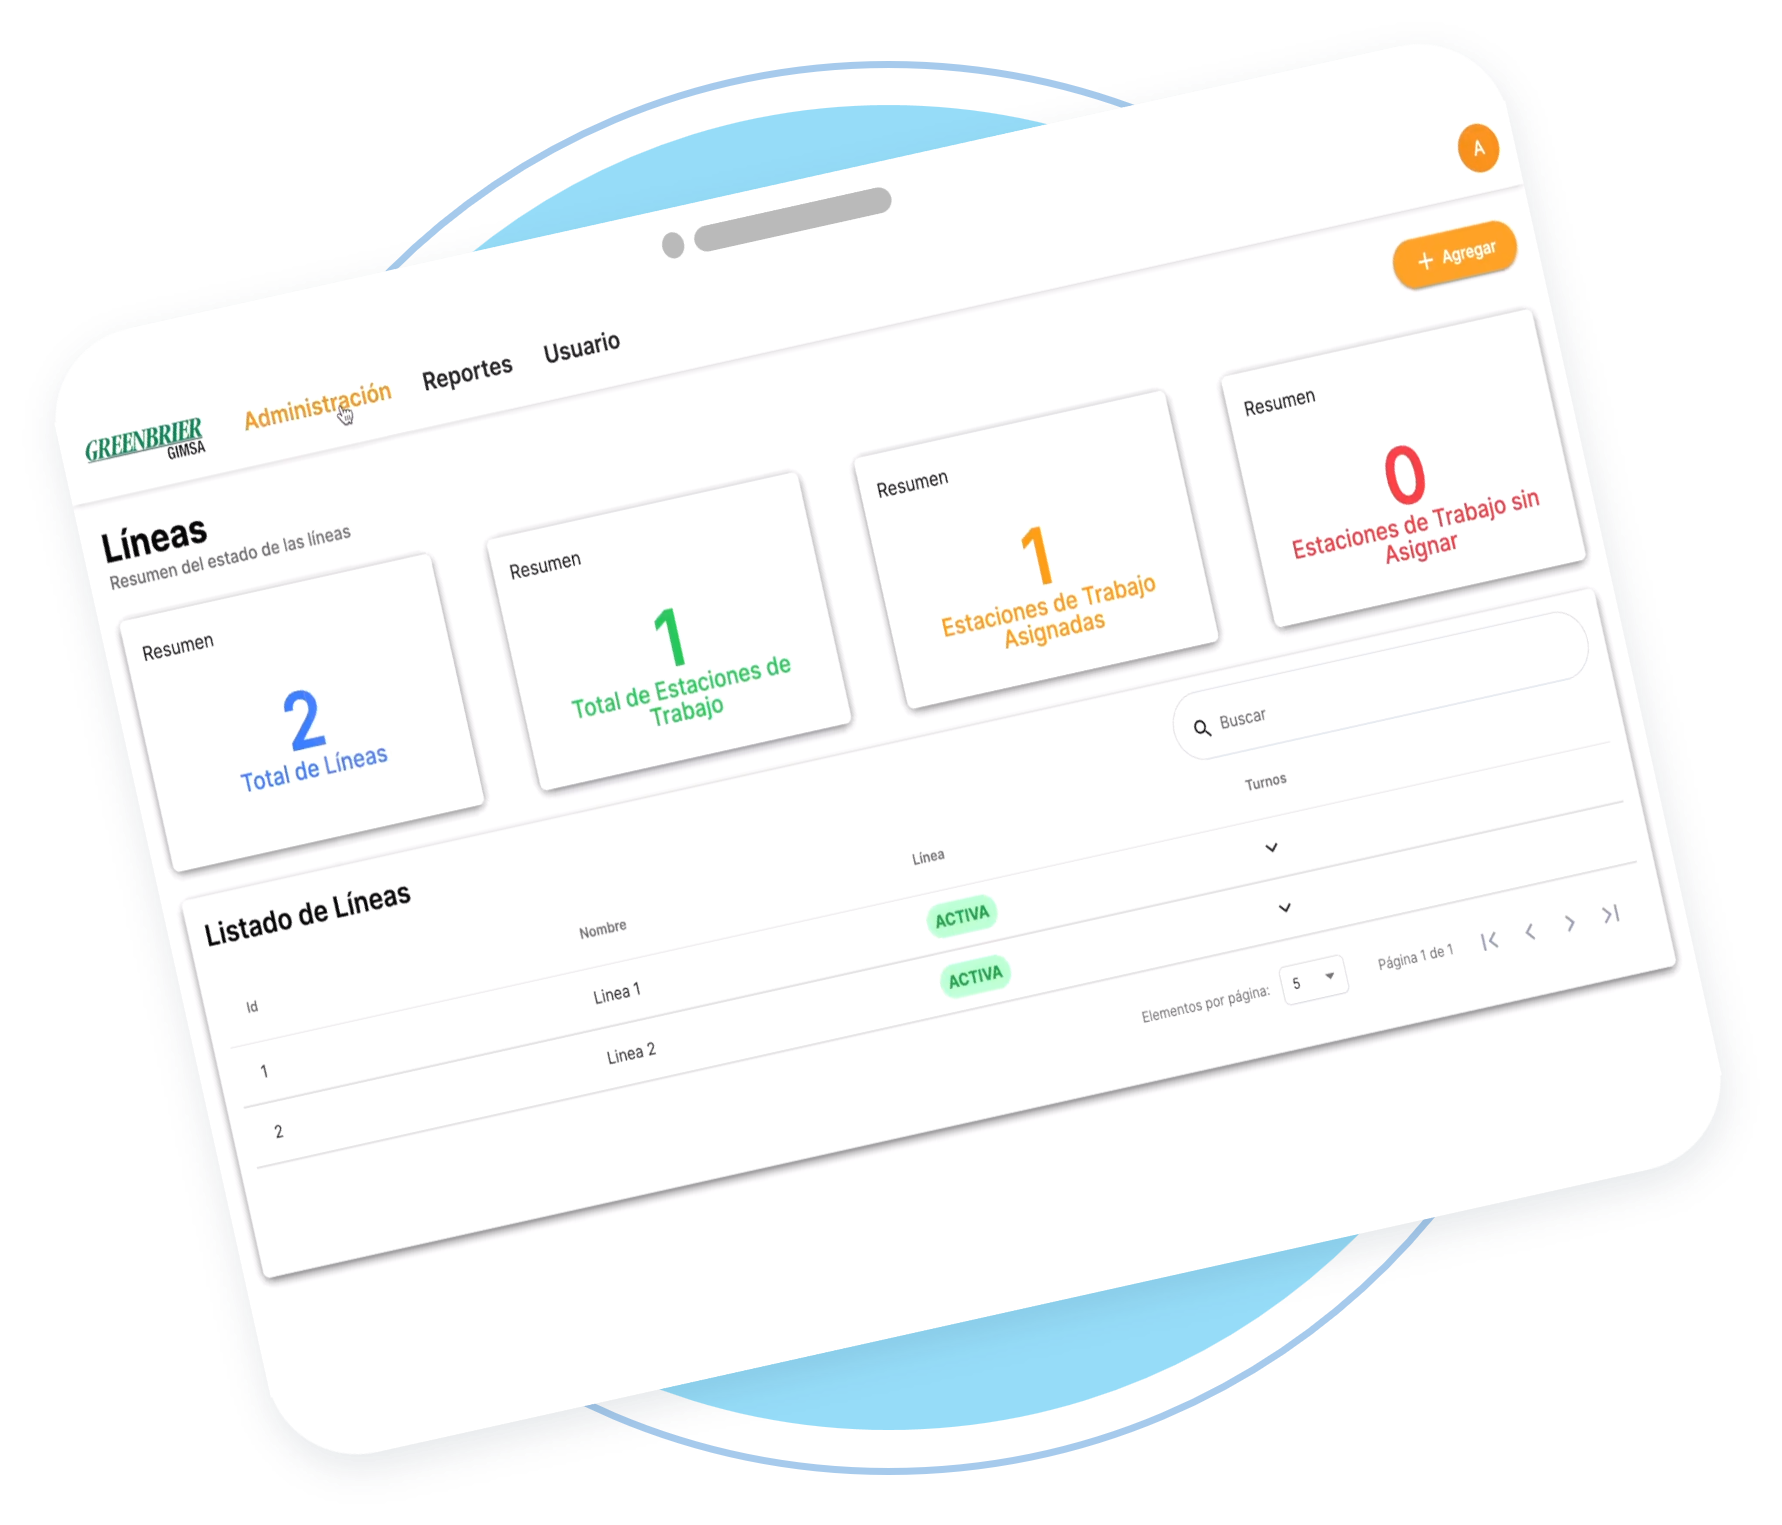 GREENBRIER
GIMSA
Administración
Reportes
Usuario
A
+ Agregar
Líneas
Resumen del estado de las líneas
Resumen
2
Total de Líneas
Resumen
1
Total de Estaciones de
Trabajo
Resumen
1
Estaciones de Trabajo
Asignadas
Resumen
0
Estaciones de Trabajo sin
Asignar
Listado de Líneas
Buscar
Id
Nombre
Línea
Turnos
1
Linea 1
ACTIVA
2
Linea 2
ACTIVA
Elementos por página:
5
Página 1 de 1